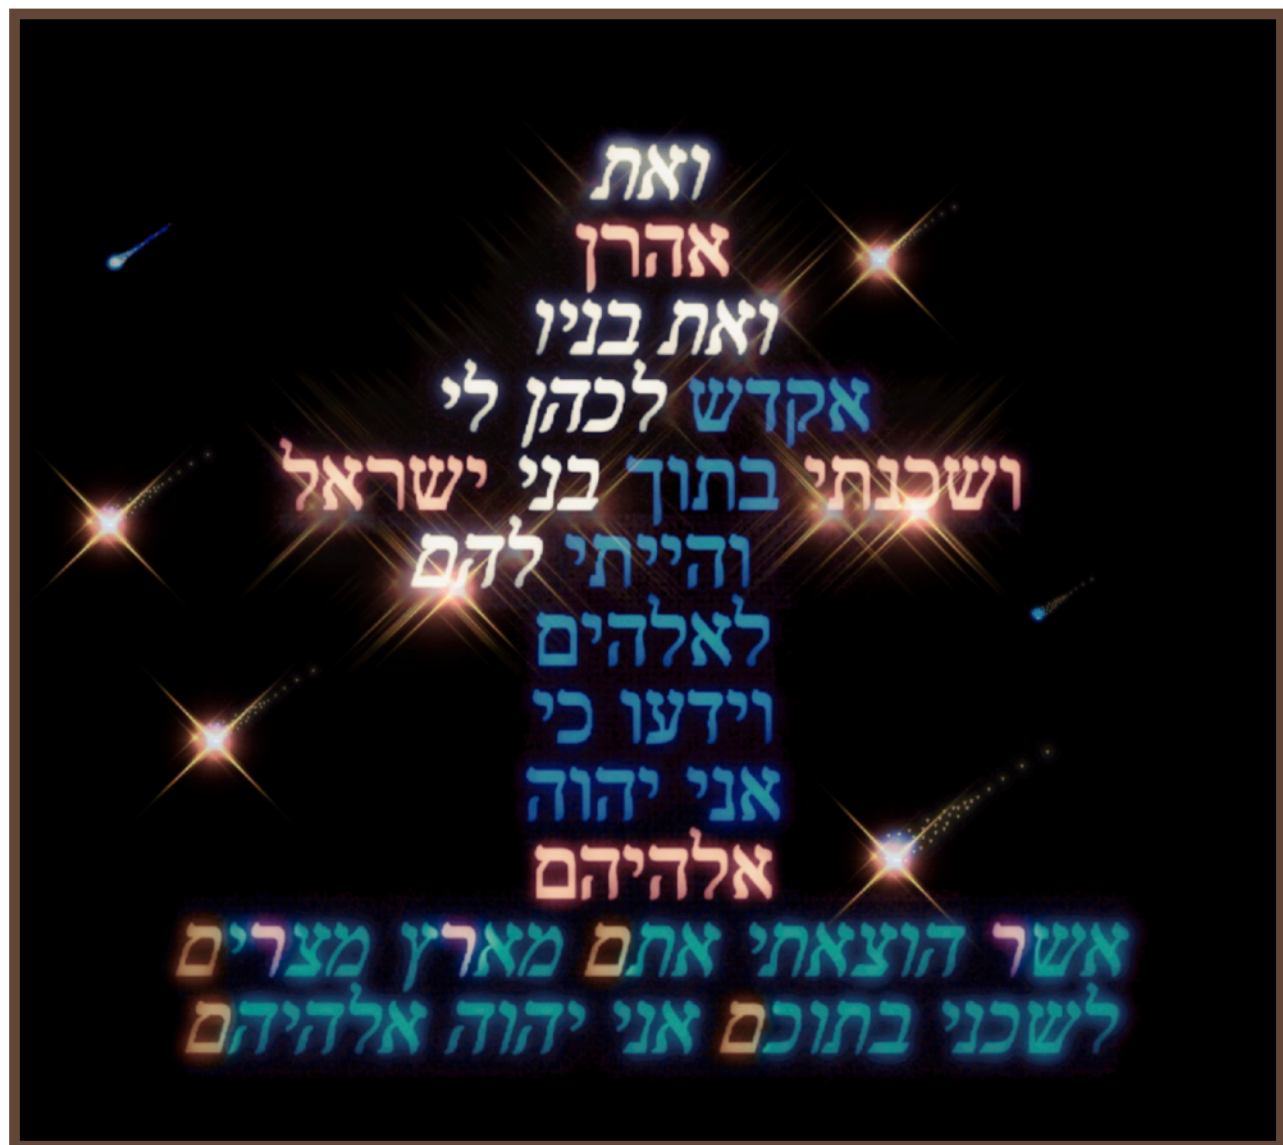 ואת
אהרן
ואת בניו
אקדש לכהן לי
ושכנתי בתוך בני ישראל
והייתי להם
לאלהים
וידעו כי
אני יהוה
אלהיהם
אשר הוצאתי אתם מארץ מצרים
לשכני בתוכם אני יהוה אלהיהם